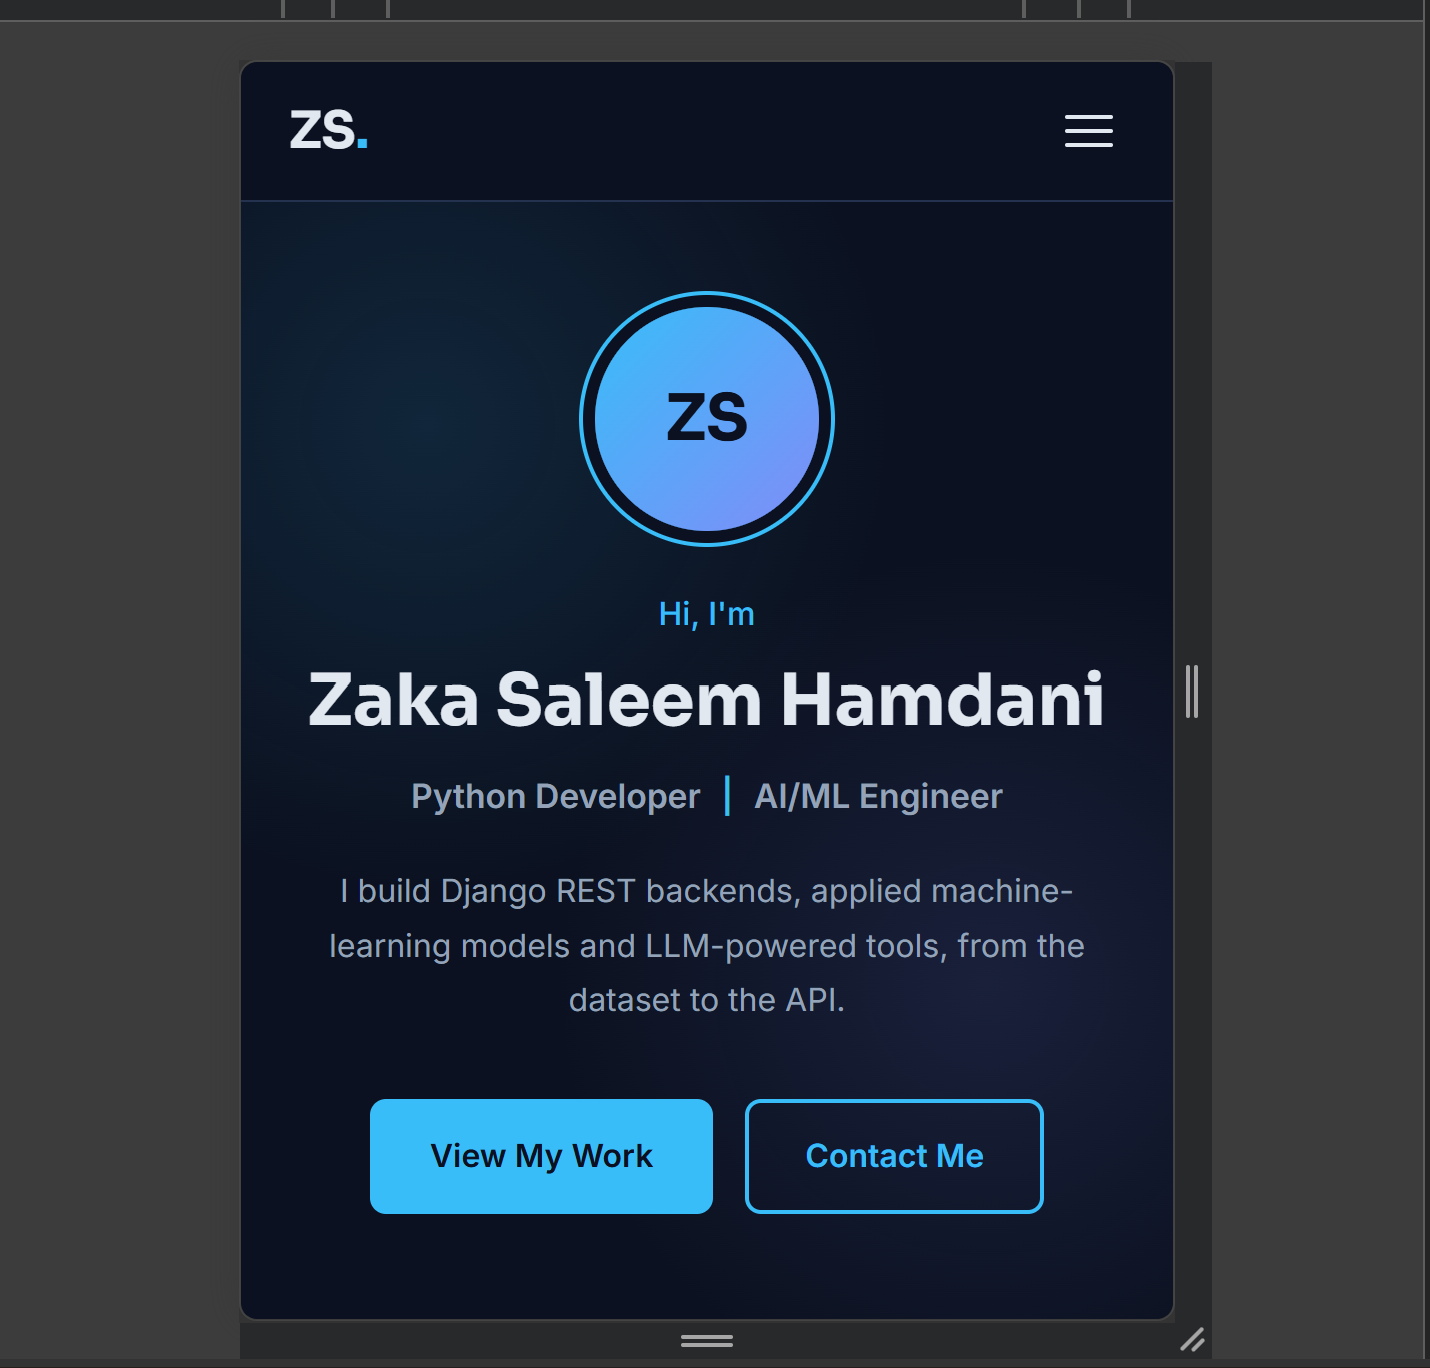 ZS.
ZS
Hi, I'm
Zaka Saleem Hamdani
Python Developer | AI/ML Engineer
I build Django REST backends, applied machine-
learning models and LLM-powered tools, from the
dataset to the API.
View My Work
Contact Me